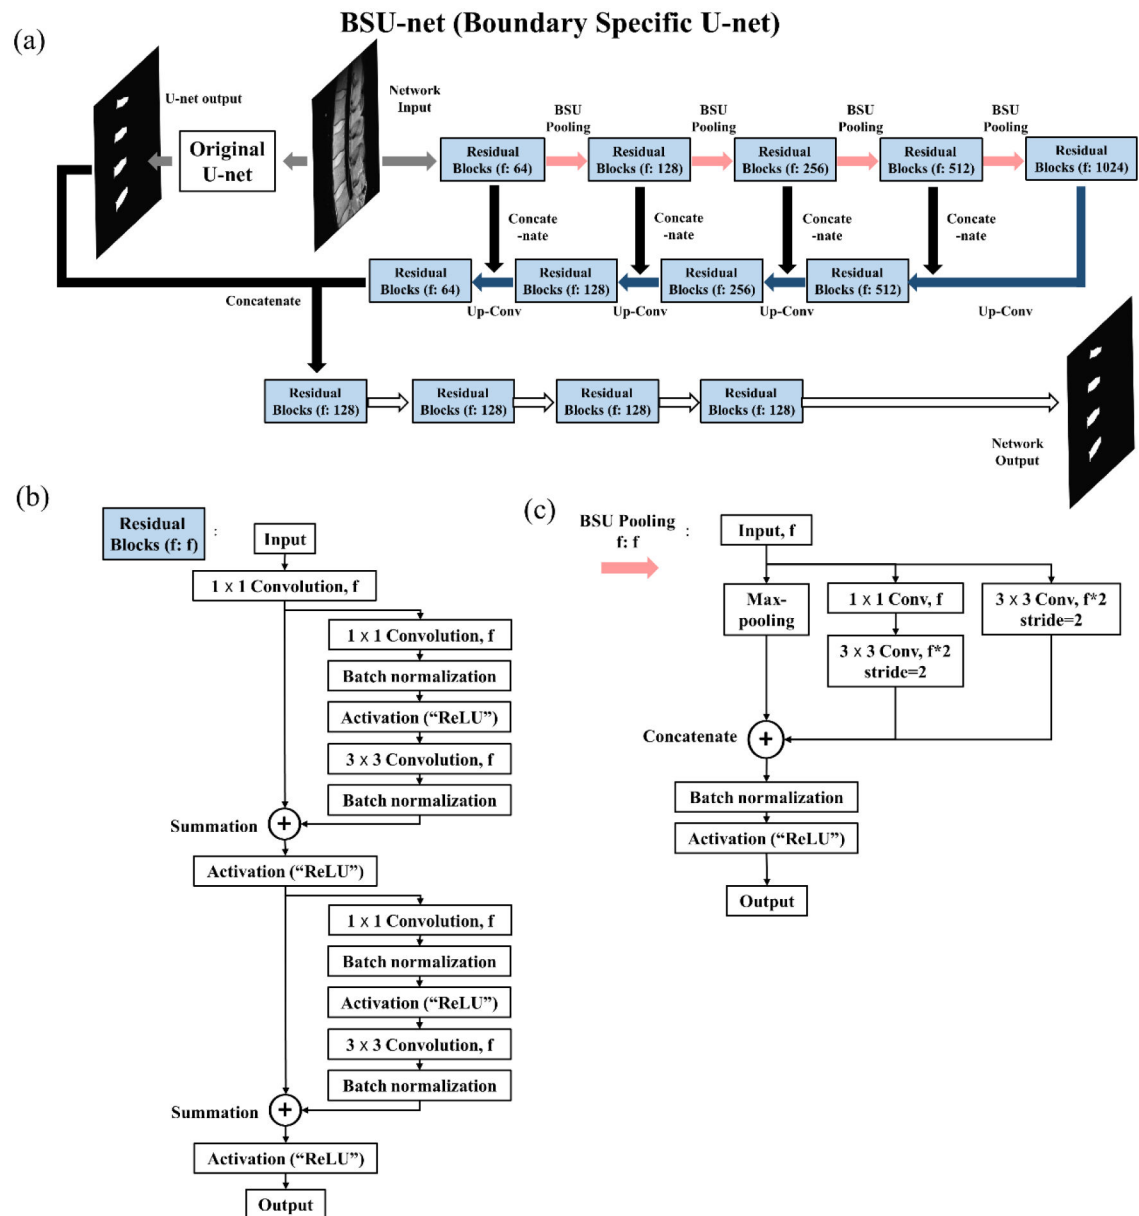 BSU-net (Boundary Specific U-net)
(a)
U-net output
Original
U-net
Network
Input
BSU
Pooling
BSU
Pooling
BSU
Pooling
BSU
Pooling
Residual
Blocks (f: 64)
Residual
Blocks (f: 128)
Residual
Blocks (f: 256)
Residual
Blocks (f: 512)
Residual
Blocks (f: 1024)
Concate
-nate
Concate
-nate
Concate
-nate
Concate
-nate
Residual
Blocks (f: 64)
Residual
Blocks (f: 128)
Residual
Blocks (f: 256)
Residual
Blocks (f: 512)
Concatenate
Up-Conv
Up-Conv
Up-Conv
Up-Conv
Residual
Blocks (f: 128)
Residual
Blocks (f: 128)
Residual
Blocks (f: 128)
Residual
Blocks (f: 128)
Network
Output
(b)
Residual
Blocks (f: f)
:
Input
1 x 1 Convolution, f
1 x 1 Convolution, f
Batch normalization
Activation (“ReLU”)
3 x 3 Convolution, f
Batch normalization
Summation
+
Activation (“ReLU”)
1 x 1 Convolution, f
Batch normalization
Activation (“ReLU”)
3 x 3 Convolution, f
Batch normalization
Summation
+
Activation (“ReLU”)
Output
(c)
BSU Pooling
f: f
:
Input, f
Max-
pooling
1 x 1 Conv, f
3 x 3 Conv, f*2
stride=2
3 x 3 Conv, f*2
stride=2
Concatenate
+
Batch normalization
Activation (“ReLU”)
Output